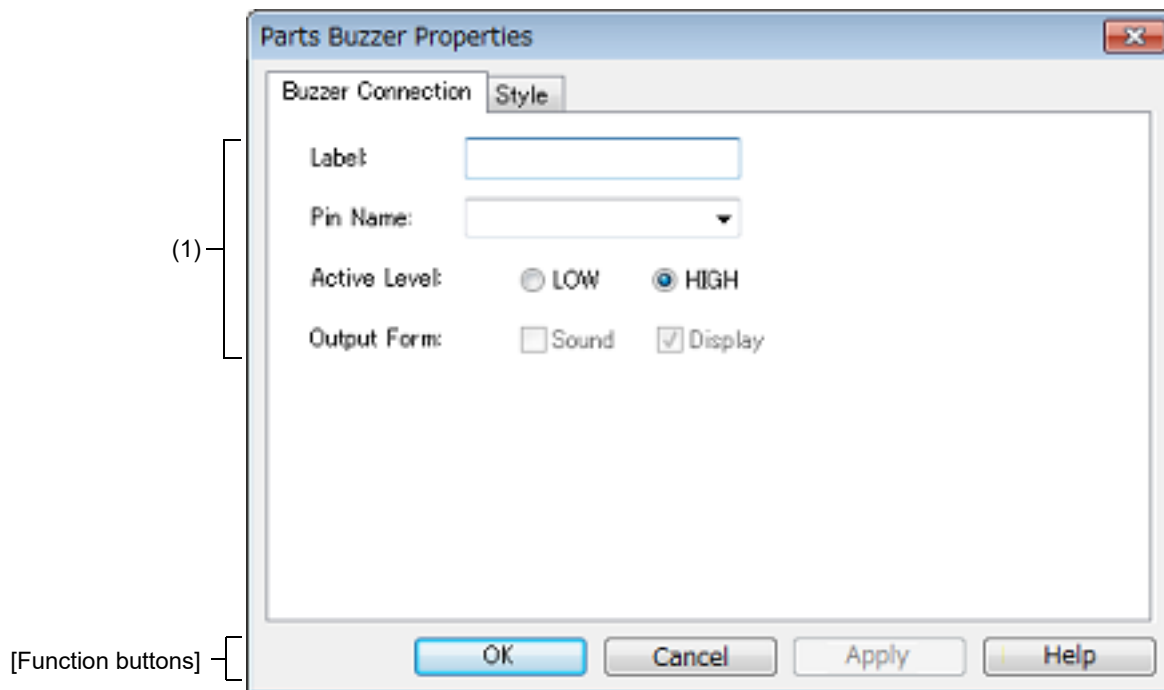 Parts Buzzer Properties
Buzzer Connection Style
Label:
Pin Name:
(1)
Active Level: LOW HIGH
Output Form: Sound Display
[Function buttons] OK Cancel Apply Help